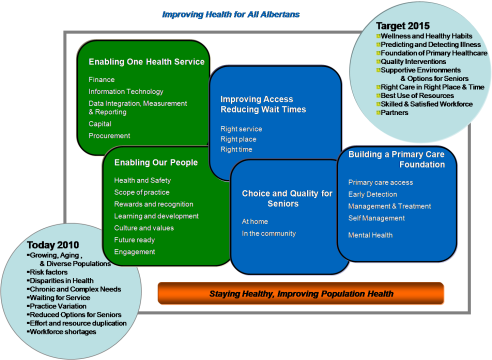 Improving Health for All Albertans
Target 2015
Wellness and Healthy Habits
Predicting and Detecting Illness
Foundation of Primary Healthcare
Quality Interventions
Supportive Environments
& Options for Seniors
Right Care in Right Place & Time
Best Use of Resources
Skilled & Satisfied Workforce
Partners
Enabling One Health Service
Finance
Information Technology
Data Integration, Measurement
& Reporting
Capital
Procurement
Improving Access
Reducing Wait Times
Right service
Right place
Right time
Enabling Our People
Health and Safety
Scope of practice
Rewards and recognition
Learning and development
Culture and values
Future ready
Engagement
Choice and Quality for
Seniors
At home
In the community
Building a Primary Care
Foundation
Primary care access
Early Detection
Management & Treatment
Self Management
Mental Health
Today 2010
•Growing, Aging ,
& Diverse Populations
•Risk factors
•Disparities in Health
•Chronic and Complex Needs
•Waiting for Service
•Practice Variation
•Reduced Options for Seniors
•Effort and resource duplication
•Workforce shortages
Staying Healthy, Improving Population Health